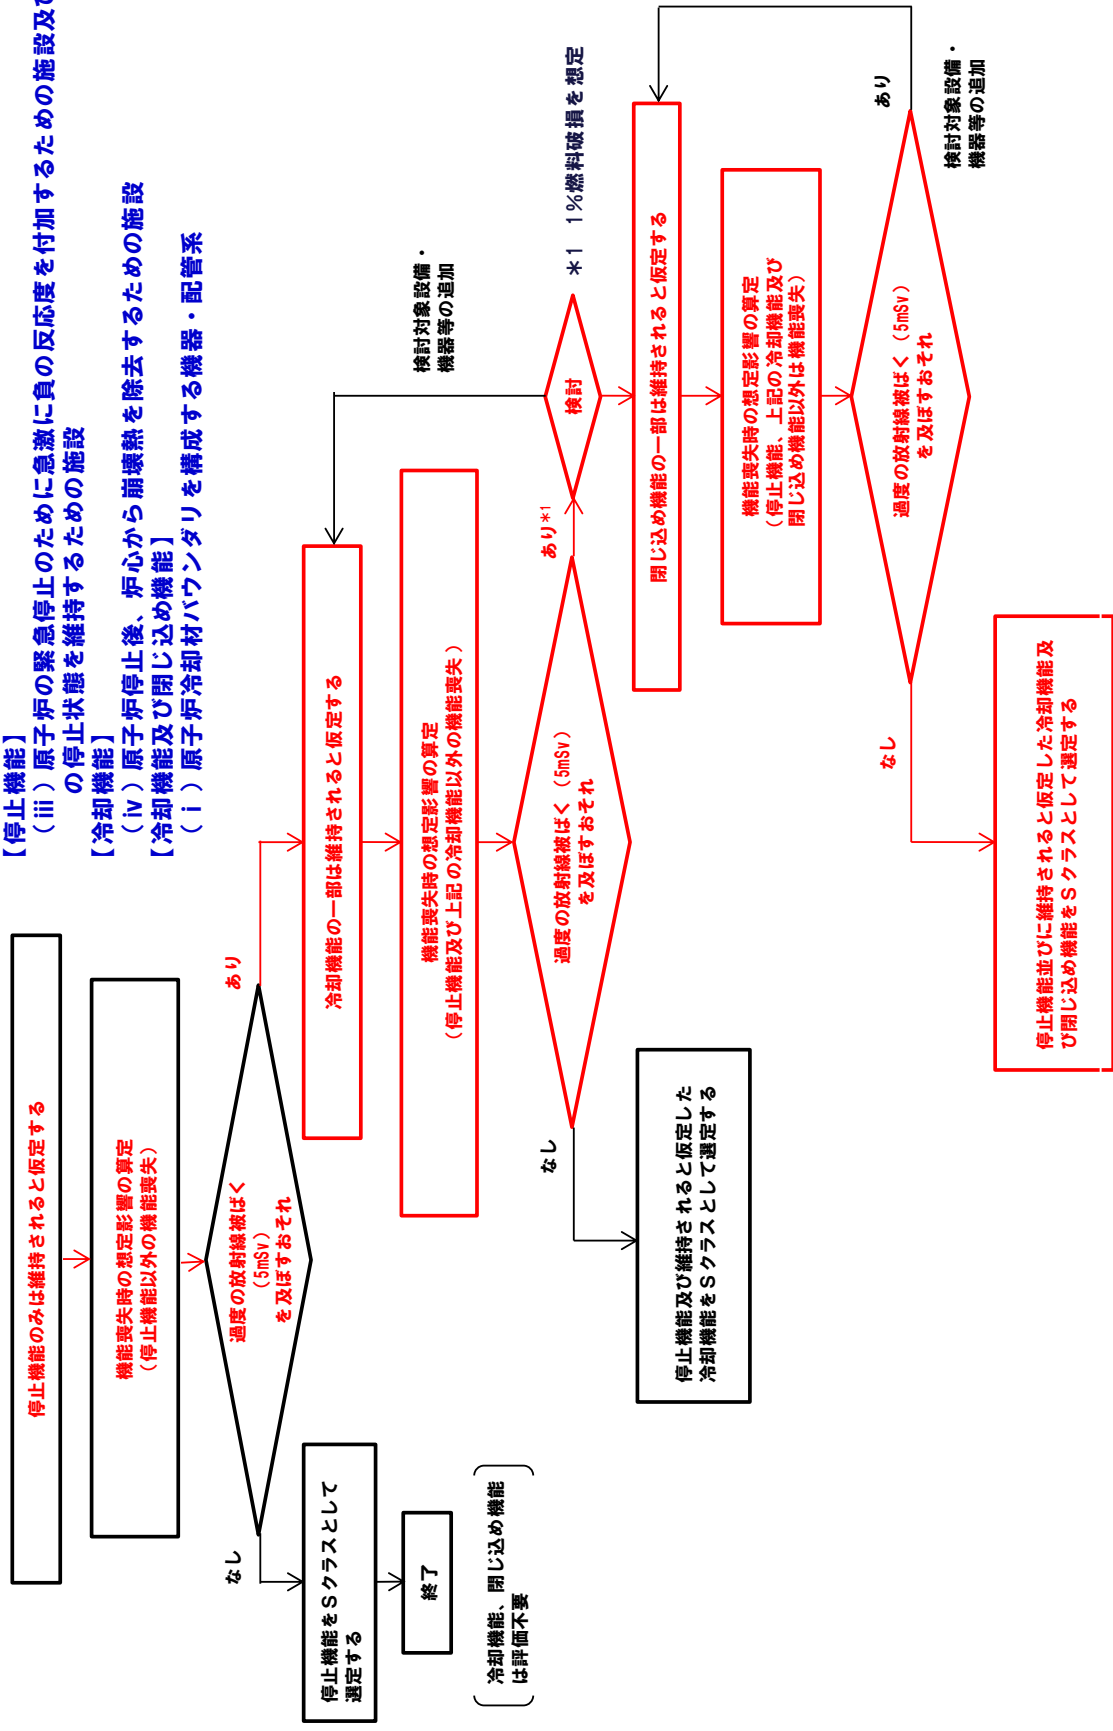 【停止機能】
（ⅲ）原子炉の緊急停止のために急激に負の反応度を付加するための施設及び
の停止状態を維持するための施設
【冷却機能】
（ⅳ）原子炉停止後、炉心から崩壊熱を除去するための施設
【冷却機能及び閉じ込め機能】
（ⅰ）原子炉冷却材バウンダリを構成する機器・配管系
停止機能のみは維持されると仮定する
機能喪失時の想定影響の算定
（停止機能以外の機能喪失）
過度の放射線被ばく
（5mSv）
を及ぼすおそれ
なし
あり
停止機能をＳクラスとして
選定する
終了
冷却機能、閉じ込め機能
は評価不要
冷却機能の一部は維持されると仮定する
機能喪失時の想定影響の算定
（停止機能及び上記の冷却機能以外の機能喪失）
過度の放射線被ばく（5mSv）
を及ぼすおそれ
なし
あり*1
停止機能及び維持されると仮定した
冷却機能をＳクラスとして選定する
検討
検討対象設備・
機器等の追加
＊1　1％燃料破損を想定
閉じ込め機能の一部は維持されると仮定する
機能喪失時の想定影響の算定
（停止機能、上記の冷却機能及び
閉じ込め機能以外は機能喪失）
過度の放射線被ばく（5mSv）
を及ぼすおそれ
なし
あり
検討対象設備・
機器等の追加
停止機能並びに維持されると仮定した冷却機能及
び閉じ込め機能をＳクラスとして選定する